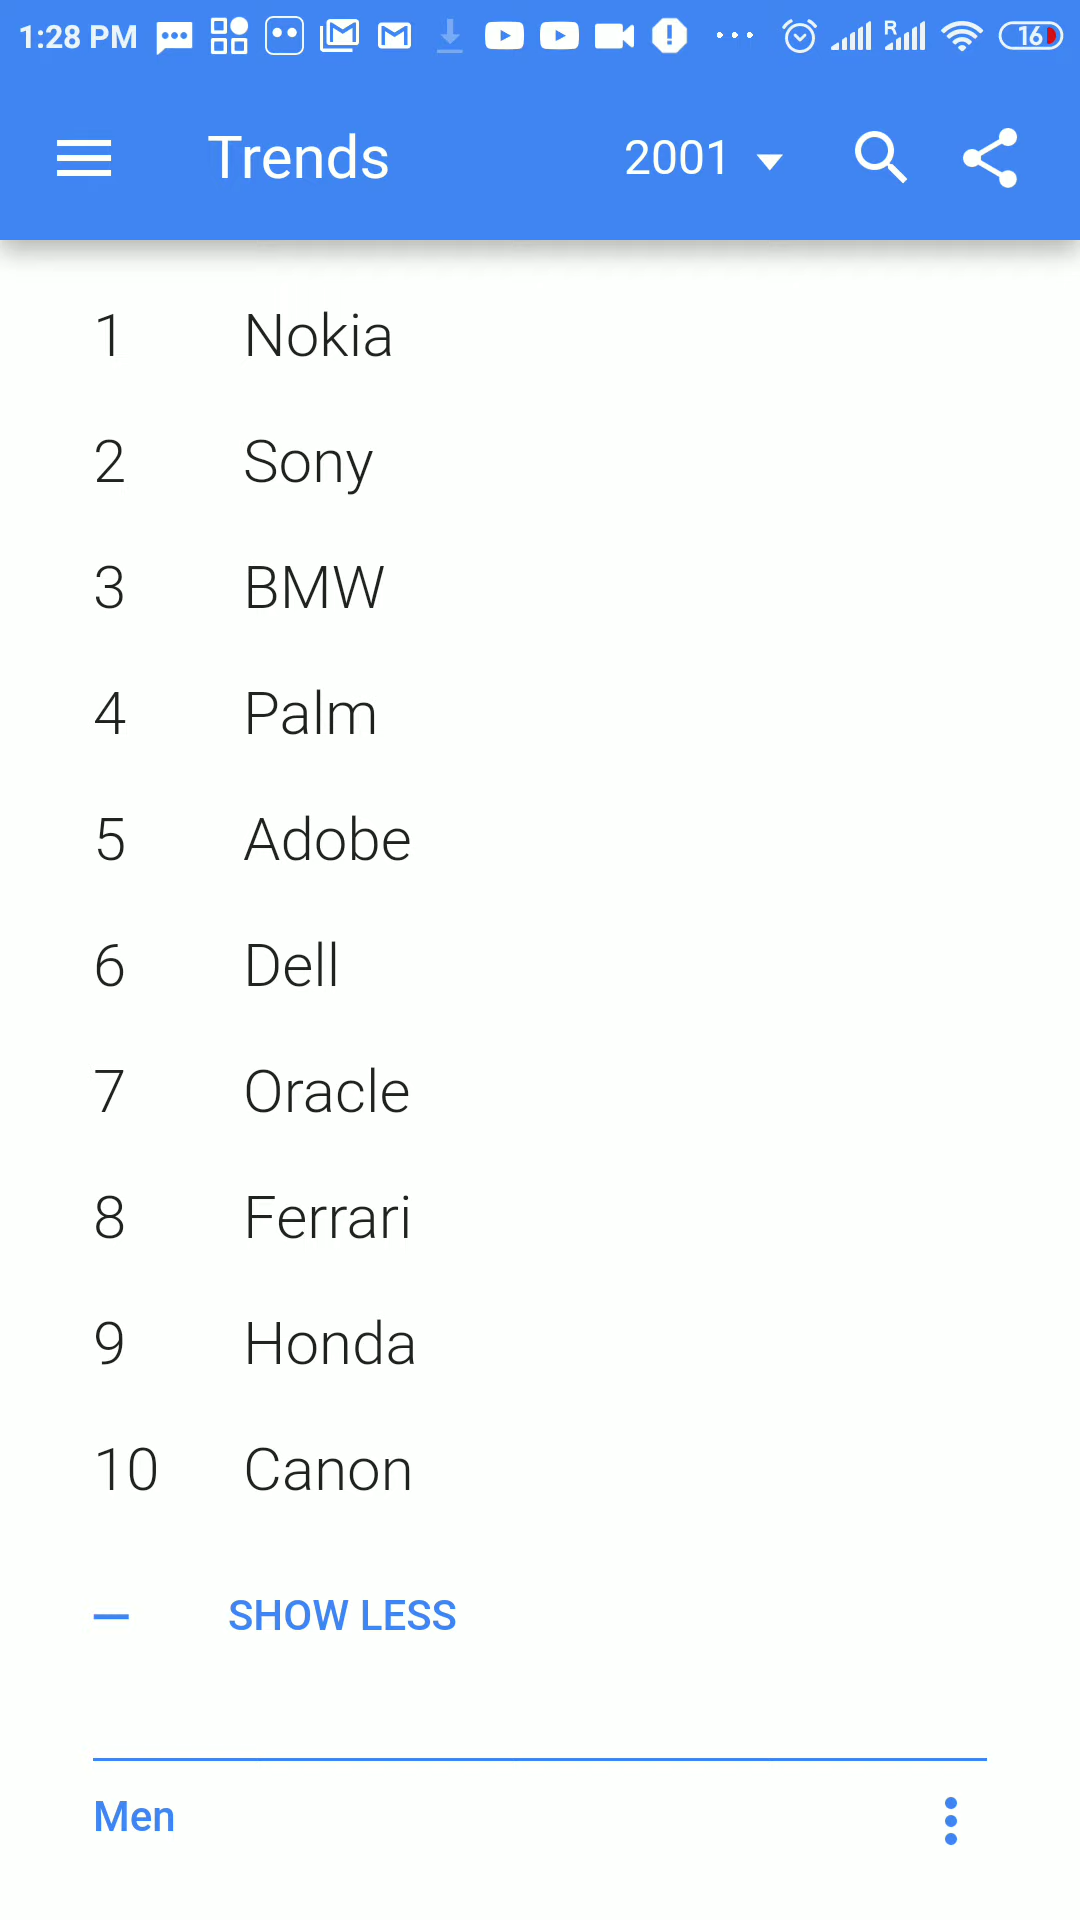 1:28 PM R 16
Trends 2001
1 Nokia
2 Sony
3 BMW
4 Palm
5 Adobe
6 Dell
7 Oracle
8 Ferrari
9 Honda
10 Canon
SHOW LESS
Men